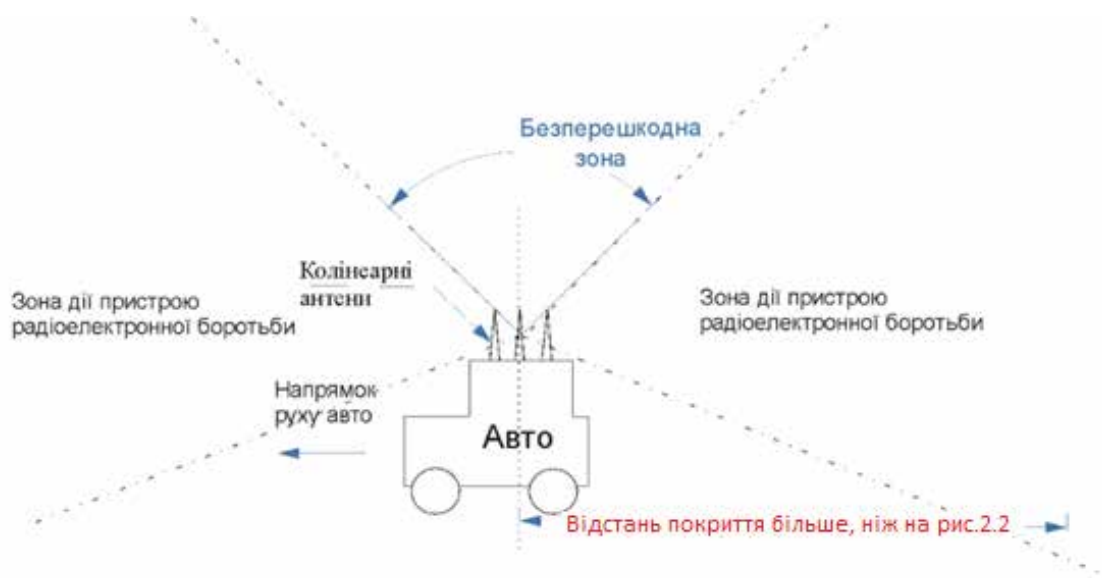 Безперешкодна
зона
Колінеарні
антени
Зона дії пристрою
радіоелектронної боротьби
Зона дії пристрою
радіоелектронної боротьби
Напрямок
руху авто
Авто
Відстань покриття більше, ніж на рис.2.2